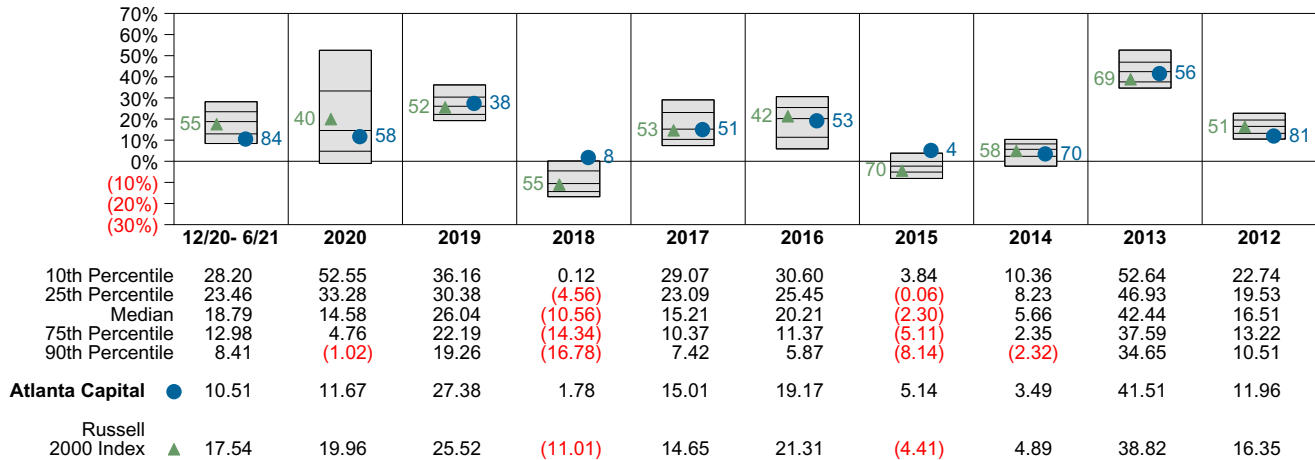 70%
60%
50%
40%
30%
20%
10%
0%
(10%)
(20%)
(30%)
55 84 40 58 52 38 55 8 53 51 42 53 70 4 58 70 69 56 51 81
12/20- 6/21 2020 2019 2018 2017 2016 2015 2014 2013 2012
10th Percentile 28.20 52.55 36.16 0.12 29.07 30.60 3.84 10.36 52.64 22.74
25th Percentile 23.46 33.28 30.38 (4.56) 23.09 25.45 (0.06) 8.23 46.93 19.53
Median 18.79 14.58 26.04 (10.56) 15.21 20.21 (2.30) 5.66 42.44 16.51
75th Percentile 12.98 4.76 22.19 (14.34) 10.37 11.37 (5.11) 2.35 37.59 13.22
90th Percentile 8.41 (1.02) 19.26 (16.78) 7.42 5.87 (8.14) (2.32) 34.65 10.51
Atlanta Capital 10.51 11.67 27.38 1.78 15.01 19.17 5.14 3.49 41.51 11.96
Russell
2000 Index 17.54 19.96 25.52 (11.01) 14.65 21.31 (4.41) 4.89 38.82 16.35